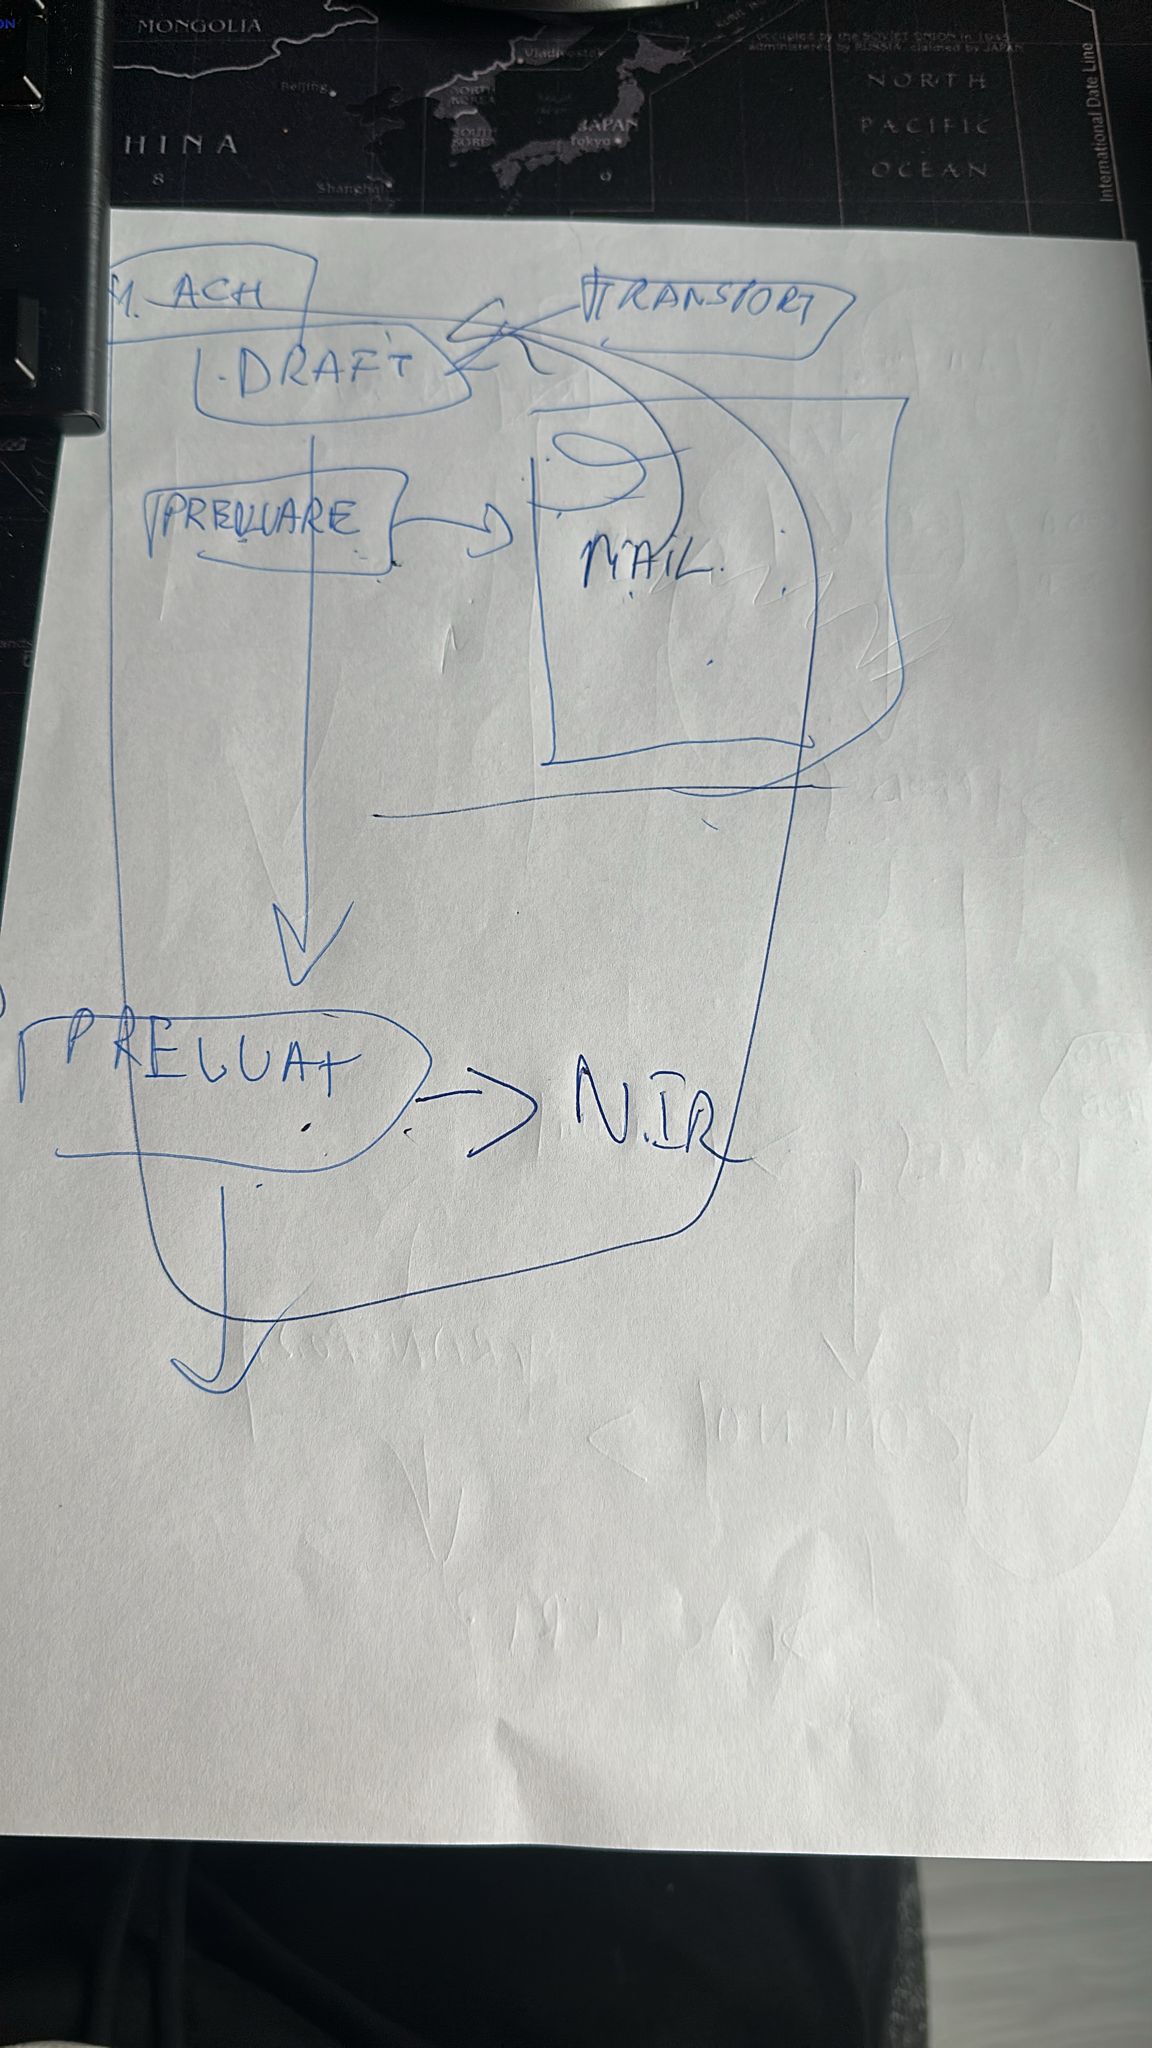 ON
MONGOLIA
Vladivostok
occupied by the SOVIET UNION in 1945
administered by RUSSIA, claimed by JAPAN
Beijing
NORTH
KOREA
NORTH
PACIFIC
OCEAN
International Date Line
SOUTH
KOREA
JAPAN
Tokyo
HINA
8
Shanghai
ACH
TRANSPORT
DRAFT
PRELUARE
MAIL
PRELUAT
N.IR